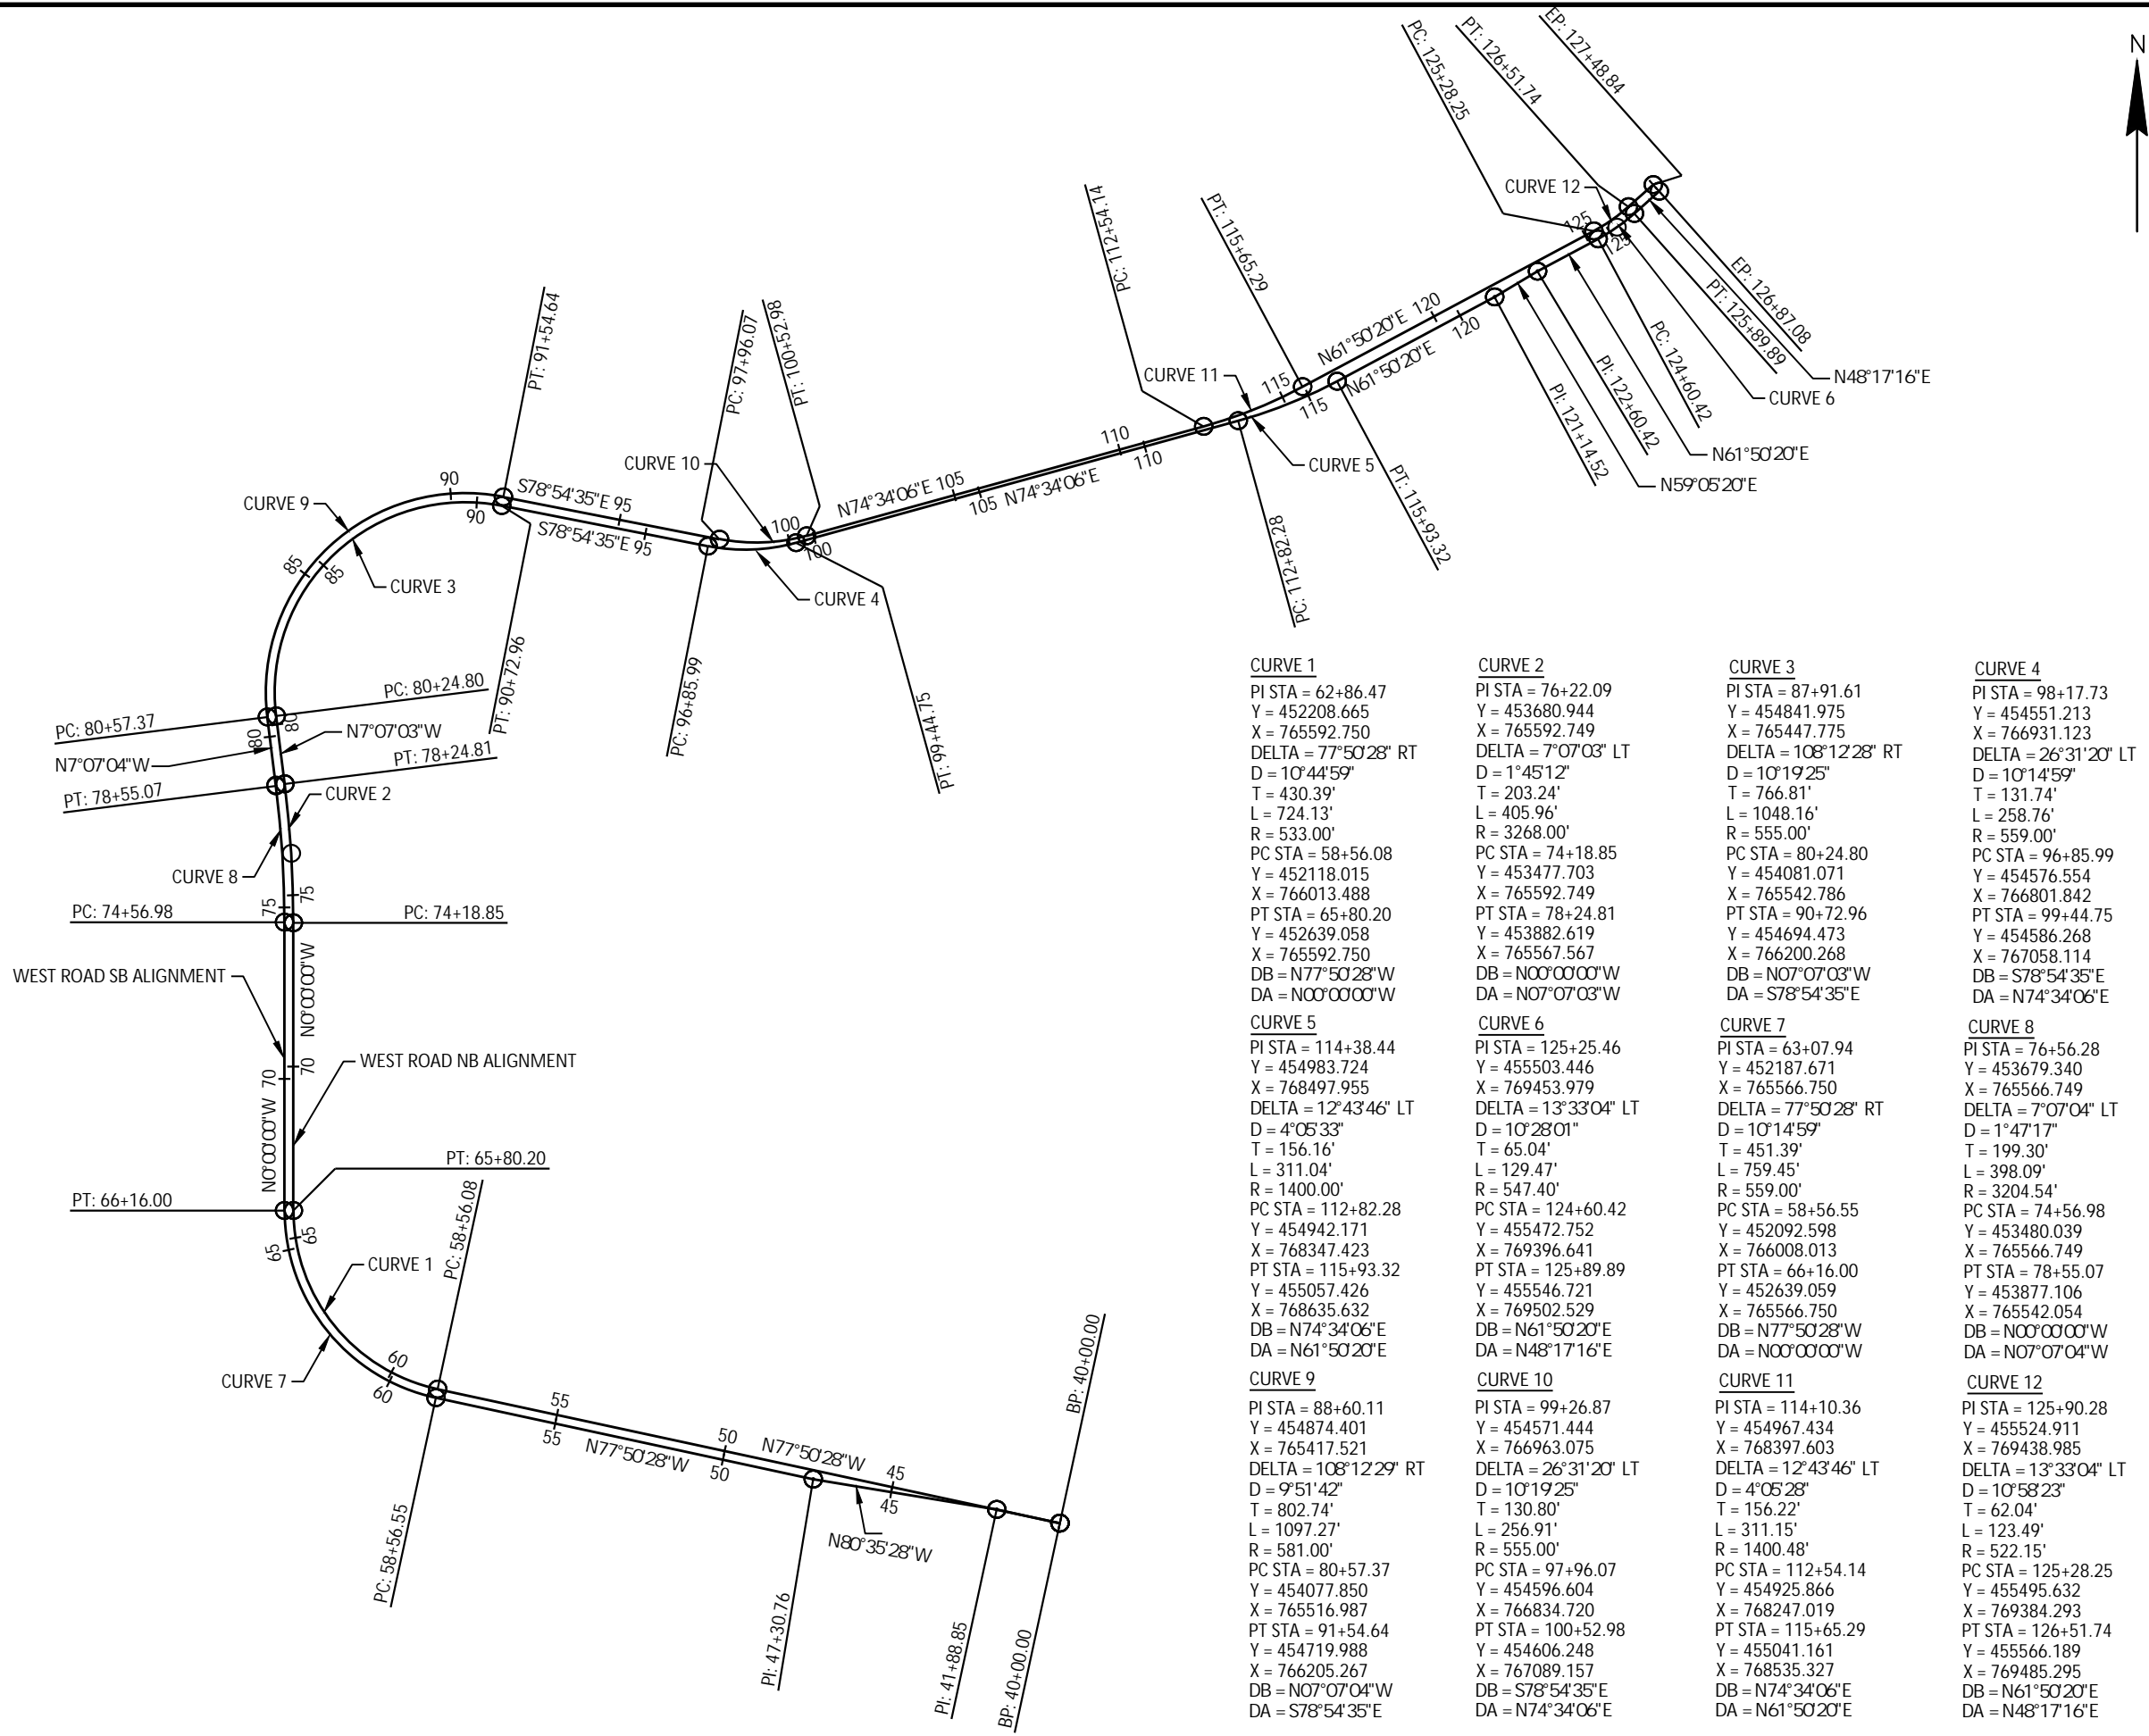 N
EP: 127+48.84
PT: 126+51.74
PC: 125+28.25
CURVE 12
125
125
PC: 112+54.14
PT: 115+65.29
EP: 126+87.08
PT: 125+89.89
N48°17'16"E
CURVE 6
PC: 124+60.42
PI: 122+60.42
PI: 121+14.52
N61°50'20"E
N59°05'20"E
N61°50'20"E
120
120
N61°50'20"E
CURVE 11
115
115
CURVE 5
PT: 115+93.32
PC: 112+82.28
PT: 91+54.64
PC: 97+96.07
PT: 100+52.98
110
110
N74°34'06"E
105
105
N74°34'06"E
CURVE 10
100
100
CURVE 4
90
90
S78°54'35"E
95
S78°54'35"E
95
CURVE 9
CURVE 3
85
85
PT: 90+72.96
PC: 96+85.99
PT: 99+44.75
PC: 80+24.80
PC: 80+57.37
80
80
N7°07'03"W
N7°07'04"W
PT: 78+24.81
PT: 78+55.07
CURVE 2
CURVE 8
75
75
PC: 74+56.98
PC: 74+18.85
WEST ROAD SB ALIGNMENT
N0°00'00"W
WEST ROAD NB ALIGNMENT
70
70
N0°00'00"W
PT: 65+80.20
PT: 66+16.00
65
65
PC: 58+56.08
CURVE 1
60
60
CURVE 7
PC: 58+56.55
55
55
N77°50'28"W
50
50
N77°50'28"W
45
45
N80°35'28"W
PI: 47+30.76
PI: 41+88.85
BP: 40+00.00
BP: 40+00.00
CURVE 1
PI STA = 62+86.47
Y = 452208.665
X = 765592.750
DELTA = 77°50'28" RT
D = 10°44'59"
T = 430.39'
L = 724.13'
R = 533.00'
PC STA = 58+56.08
Y = 452118.015
X = 766013.488
PT STA = 65+80.20
Y = 452639.058
X = 765592.750
DB = N77°50'28"W
DA = N00°00'00"W
CURVE 2
PI STA = 76+22.09
Y = 453680.944
X = 765592.749
DELTA = 7°07'03" LT
D = 1°45'12"
T = 203.24'
L = 405.96'
R = 3268.00'
PC STA = 74+18.85
Y = 453477.703
X = 765592.749
PT STA = 78+24.81
Y = 453882.619
X = 765567.567
DB = N00°00'00"W
DA = N07°07'03"W
CURVE 3
PI STA = 87+91.61
Y = 454841.975
X = 765447.775
DELTA = 108°12'28" RT
D = 10°19'25"
T = 766.81'
L = 1048.16'
R = 555.00'
PC STA = 80+24.80
Y = 454081.071
X = 765542.786
PT STA = 90+72.96
Y = 454694.473
X = 766200.268
DB = N07°07'03"W
DA = S78°54'35"E
CURVE 4
PI STA = 98+17.73
Y = 454551.213
X = 766931.123
DELTA = 26°31'20" LT
D = 10°14'59"
T = 131.74'
L = 258.76'
R = 559.00'
PC STA = 96+85.99
Y = 454576.554
X = 766801.842
PT STA = 99+44.75
Y = 454586.268
X = 767058.114
DB = S78°54'35"E
DA = N74°34'06"E
CURVE 5
PI STA = 114+38.44
Y = 454983.724
X = 768497.955
DELTA = 12°43'46" LT
D = 4°05'33"
T = 156.16'
L = 311.04'
R = 1400.00'
PC STA = 112+82.28
Y = 454942.171
X = 768347.423
PT STA = 115+93.32
Y = 455057.426
X = 768635.632
DB = N74°34'06"E
DA = N61°50'20"E
CURVE 6
PI STA = 125+25.46
Y = 455503.446
X = 769453.979
DELTA = 13°33'04" LT
D = 10°28'01"
T = 65.04'
L = 129.47'
R = 547.40'
PC STA = 124+60.42
Y = 455472.752
X = 769396.641
PT STA = 125+89.89
Y = 455546.721
X = 769502.529
DB = N61°50'20"E
DA = N48°17'16"E
CURVE 7
PI STA = 63+07.94
Y = 452187.671
X = 765566.750
DELTA = 77°50'28" RT
D = 10°14'59"
T = 451.39'
L = 759.45'
R = 559.00'
PC STA = 58+56.55
Y = 452092.598
X = 766008.013
PT STA = 66+16.00
Y = 452639.059
X = 765566.750
DB = N77°50'28"W
DA = N00°00'00"W
CURVE 8
PI STA = 76+56.28
Y = 453679.340
X = 765566.749
DELTA = 7°07'04" LT
D = 1°47'17"
T = 199.30'
L = 398.09'
R = 3204.54'
PC STA = 74+56.98
Y = 453480.039
X = 765566.749
PT STA = 78+55.07
Y = 453877.106
X = 765542.054
DB = N00°00'00"W
DA = N07°07'04"W
CURVE 9
PI STA = 88+60.11
Y = 454874.401
X = 765417.521
DELTA = 108°12'29" RT
D = 9°51'42"
T = 802.74'
L = 1097.27'
R = 581.00'
PC STA = 80+57.37
Y = 454077.850
X = 765516.987
PT STA = 91+54.64
Y = 454719.988
X = 766205.267
DB = N07°07'04"W
DA = S78°54'35"E
CURVE 10
PI STA = 99+26.87
Y = 454571.444
X = 766963.075
DELTA = 26°31'20" LT
D = 10°19'25"
T = 130.80'
L = 256.91'
R = 555.00'
PC STA = 97+96.07
Y = 454596.604
X = 766834.720
PT STA = 100+52.98
Y = 454606.248
X = 767089.157
DB = S78°54'35"E
DA = N74°34'06"E
CURVE 11
PI STA = 114+10.36
Y = 454967.434
X = 768397.603
DELTA = 12°43'46" LT
D = 4°05'28"
T = 156.22'
L = 311.15'
R = 1400.48'
PC STA = 112+54.14
Y = 454925.866
X = 768247.019
PT STA = 115+65.29
Y = 455041.161
X = 768535.327
DB = N74°34'06"E
DA = N61°50'20"E
CURVE 12
PI STA = 125+90.28
Y = 455524.911
X = 769438.985
DELTA = 13°33'04" LT
D = 10°58'23"
T = 62.04'
L = 123.49'
R = 522.15'
PC STA = 125+28.25
Y = 455495.632
X = 769384.293
PT STA = 126+51.74
Y = 455566.189
X = 769485.295
DB = N61°50'20"E
DA = N48°17'16"E